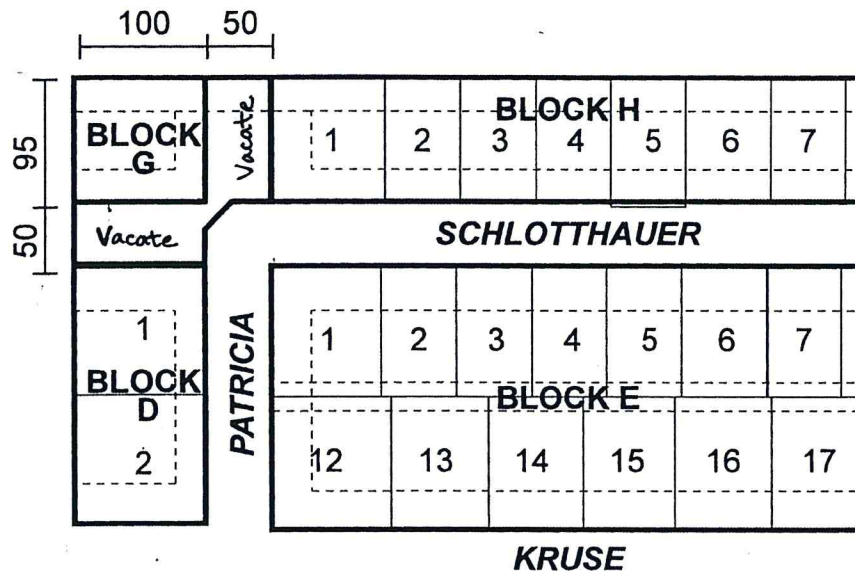 100 50
95
50
BLOCK G
Vacate
BLOCK H
1 2 3 4 5 6 7
Vacate
SCHLOTTHAUER
PATRICIA
1
BLOCK D
2
1 2 3 4 5 6 7
BLOCK E
12 13 14 15 16 17
KRUSE